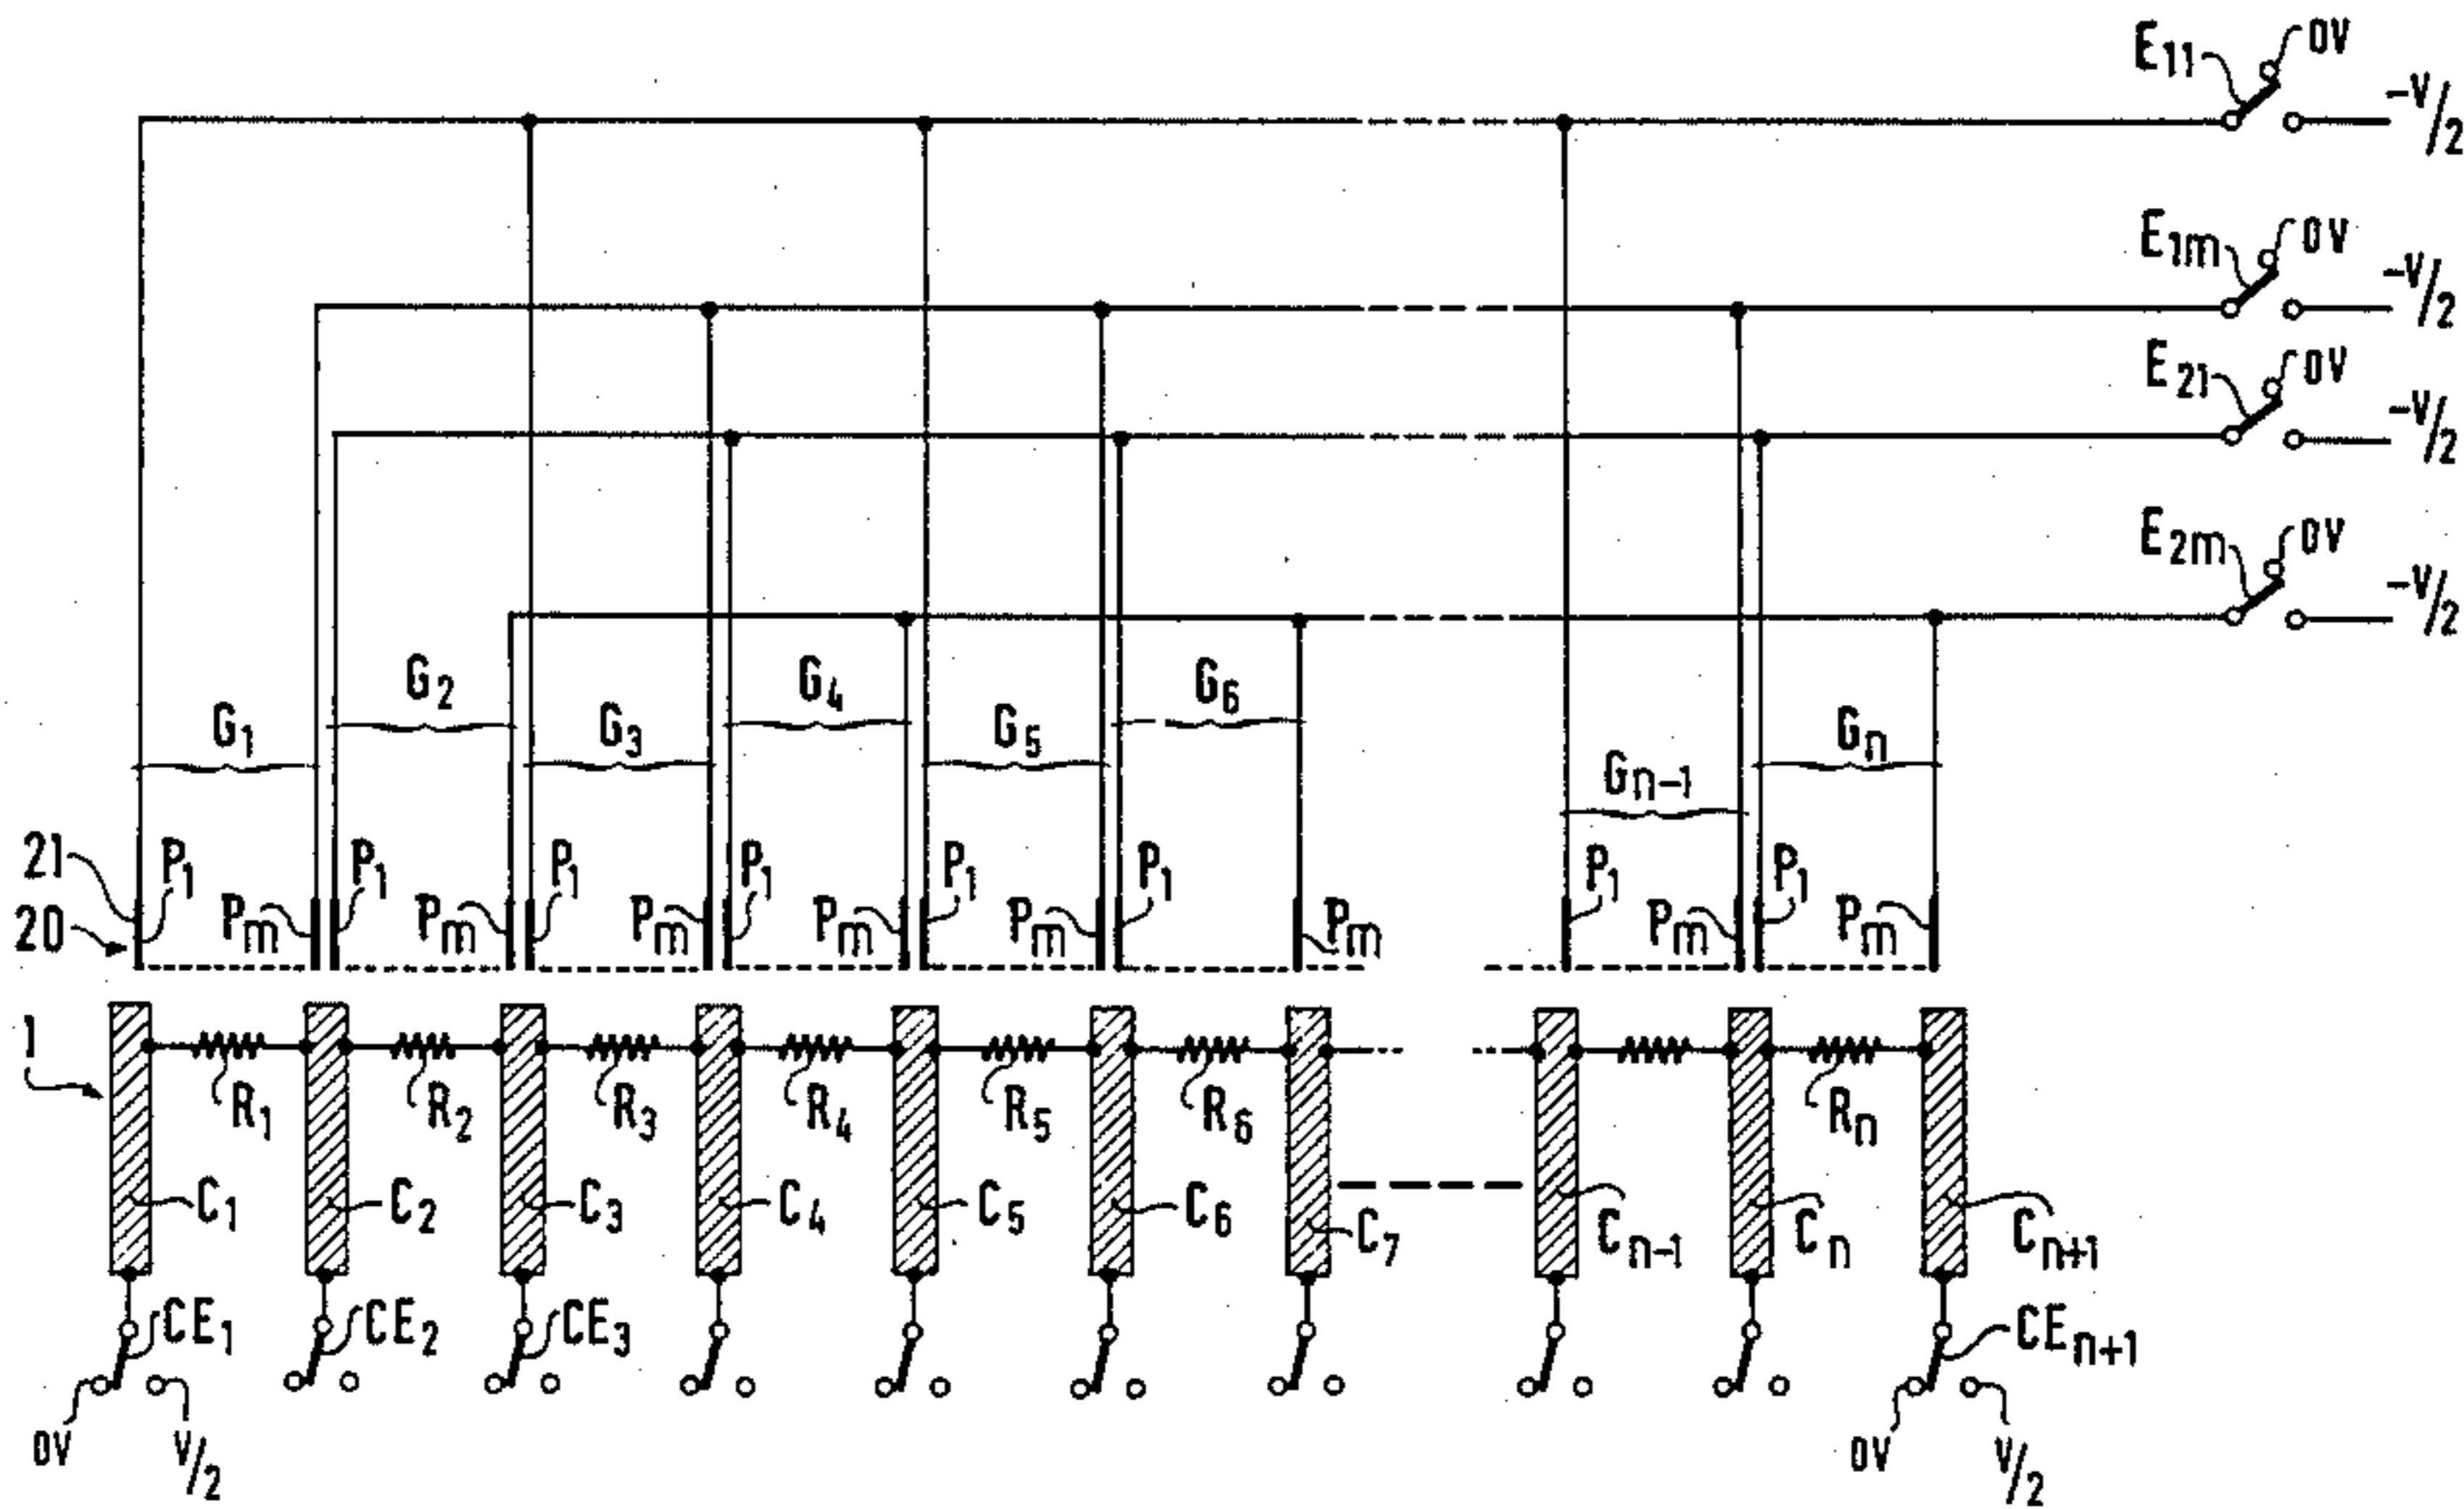 E11 0V
-V/2
E1m 0V
-V/2
E21 0V
-V/2
E2m 0V
-V/2
G1 G2 G3 G4 G5 G6 Gn-1 Gn
21 P1 Pm P1 Pm P1 Pm P1 Pm P1 Pm P1 Pm P1 Pm P1 Pm
20
1 R1 R2 R3 R4 R5 R6 Rn
C1 C2 C3 C4 C5 C6 C7 Cn-1 Cn Cn+1
CE1 CE2 CE3 CEn+1
0V V/2 0V V/2